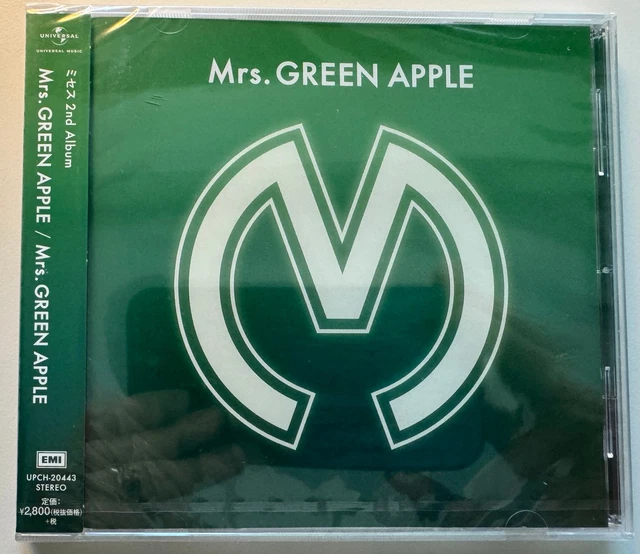 UNIVERSAL
UNIVERSAL MUSIC
ミセス 2nd Album
Mrs. GREEN APPLE / Mrs. GREEN APPLE
EMI
UPCH-20443
STEREO
定価:
¥2,800(税抜価格)
+税
Mrs. GREEN APPLE